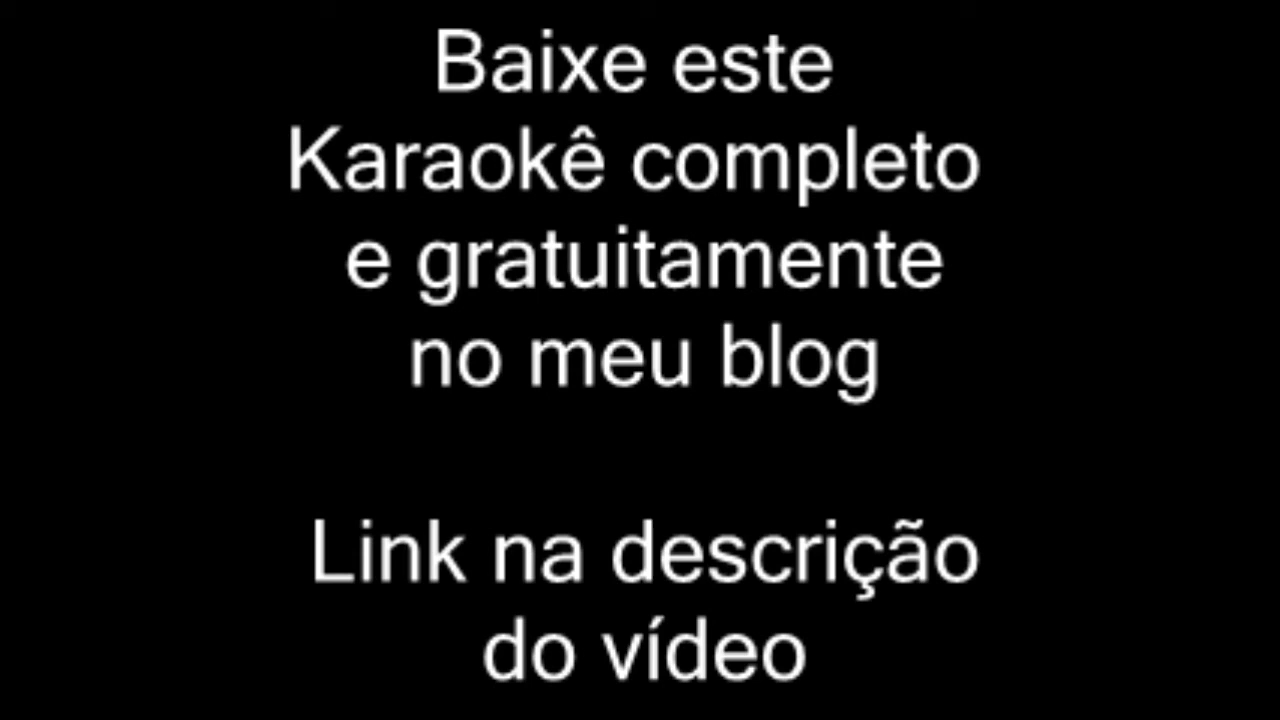 Baixe este
Karaokê completo
e gratuitamente
no meu blog
Link na descrição
do vídeo